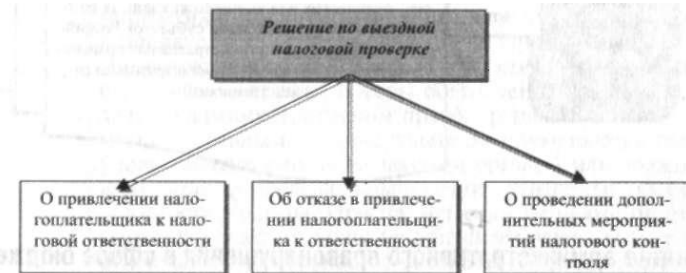 Решение по выездной
налоговой проверке
О привлечении нало-
гоплательщика к нало-
говой ответственности
Об отказе в привлече-
нии налогоплательщи-
ка к ответственности
О проведении допол-
нительных мероприя-
тий налогового кон-
троля